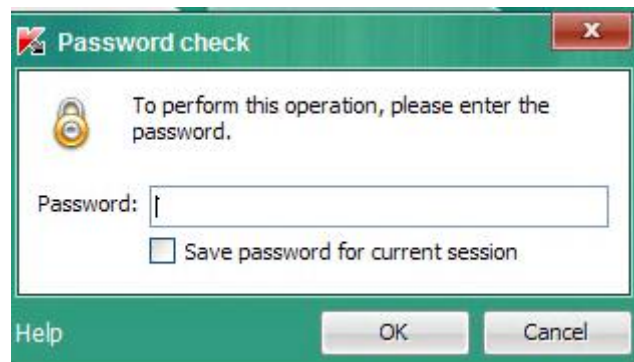 Password check
To perform this operation, please enter the
password.
Password:
Save password for current session
Help OK Cancel